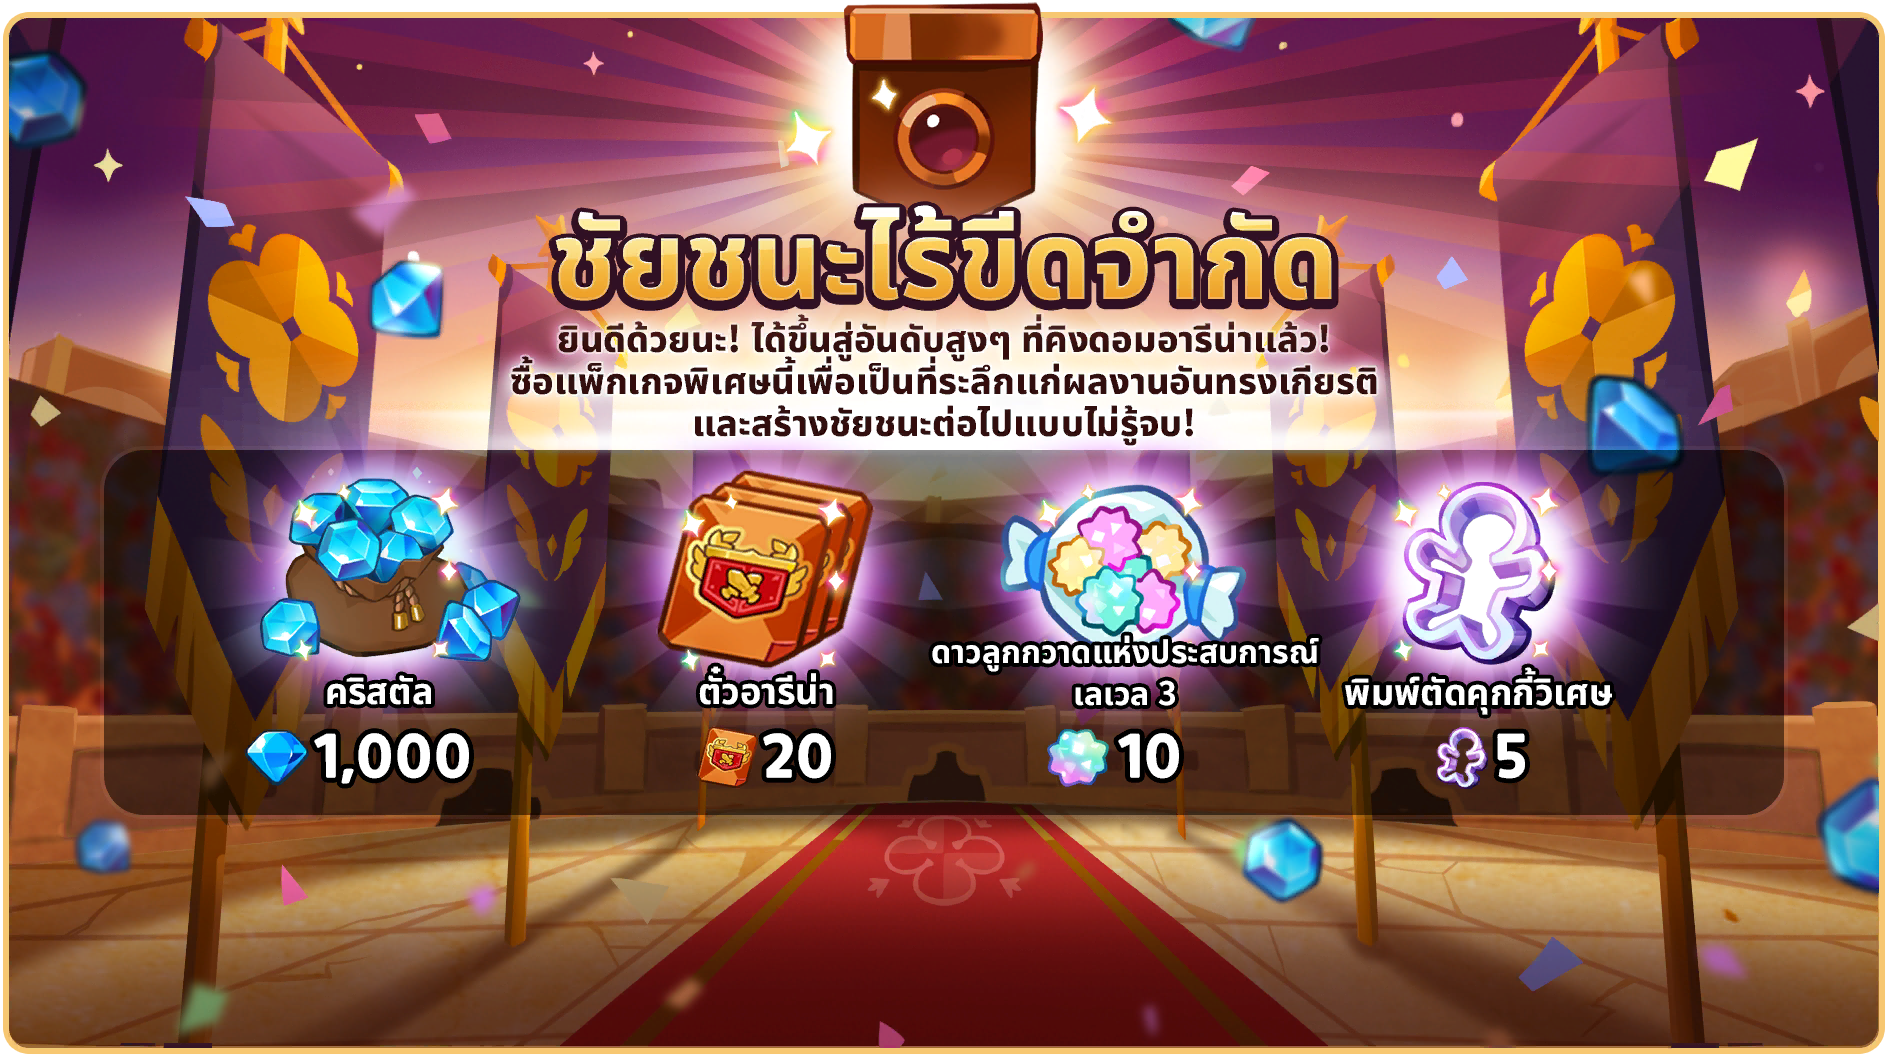 ชัยชนะไร้ขีดจำกัด
ยินดีด้วยนะ! ได้ขึ้นสู่อันดับสูงๆ ที่คิงดอมอารีน่าแล้ว!
ซื้อแพ็กเกจพิเศษนี้เพื่อเป็นที่ระลึกแก่ผลงานอันทรงเกียรติ
และสร้างชัยชนะต่อไปแบบไม่รู้จบ!
คริสตัล
1,000
ตั๋วอารีน่า
20
ดาวลูกกวาดแห่งประสบการณ์
เลเวล 3
10
พิมพ์ตัดคุกกี้วิเศษ
5